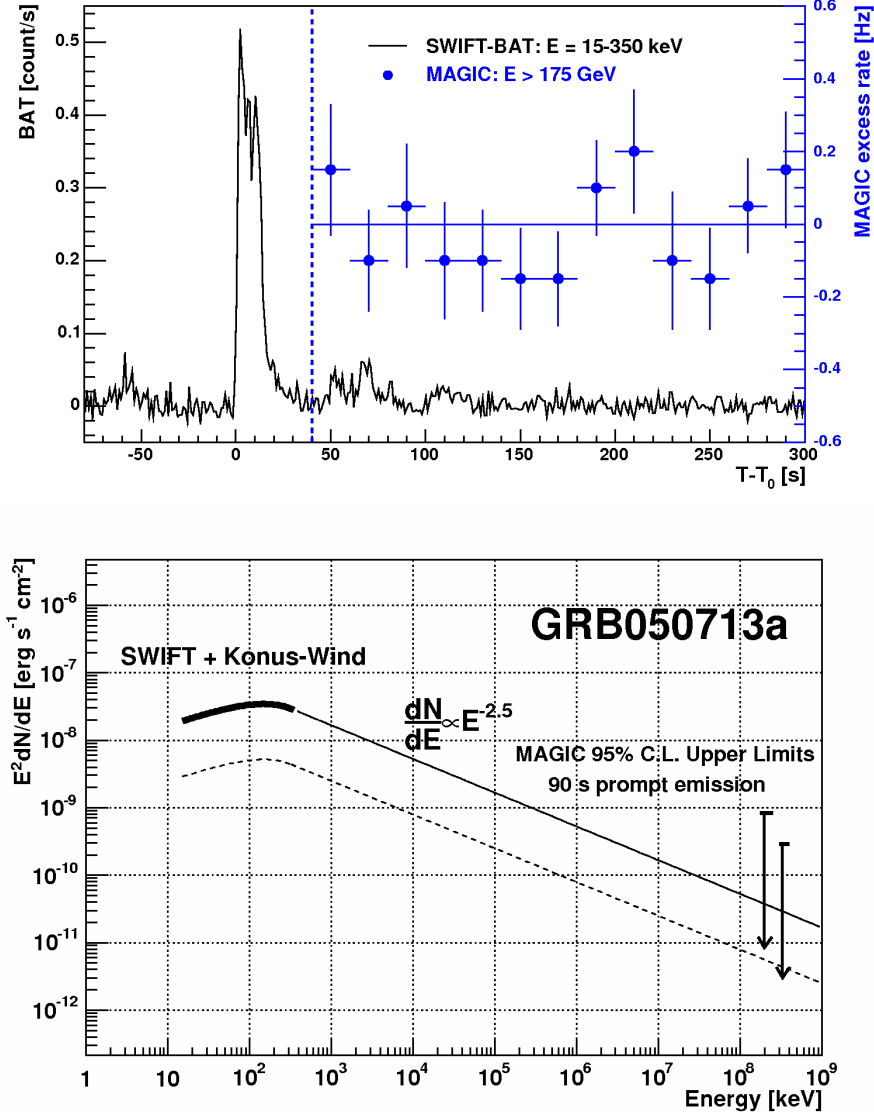 BAT [count/s]
0.5
0.4
0.3
0.2
0.1
0
SWIFT-BAT: E = 15-350 keV
MAGIC: E > 175 GeV
MAGIC excess rate [Hz]
0.6
0.4
0.2
0
-0.2
-0.4
-0.6
-50 0 50 100 150 200 250 300
T-T₀ [s]
E²dN/dE [erg s⁻¹ cm⁻²]
10⁻⁶
10⁻⁷
10⁻⁸
10⁻⁹
10⁻¹⁰
10⁻¹¹
10⁻¹²
GRB050713a
SWIFT + Konus-Wind
dN
dE ∝E⁻²·⁵
MAGIC 95% C.L. Upper Limits
90 s prompt emission
1 10 10² 10³ 10⁴ 10⁵ 10⁶ 10⁷ 10⁸ 10⁹
Energy [keV]